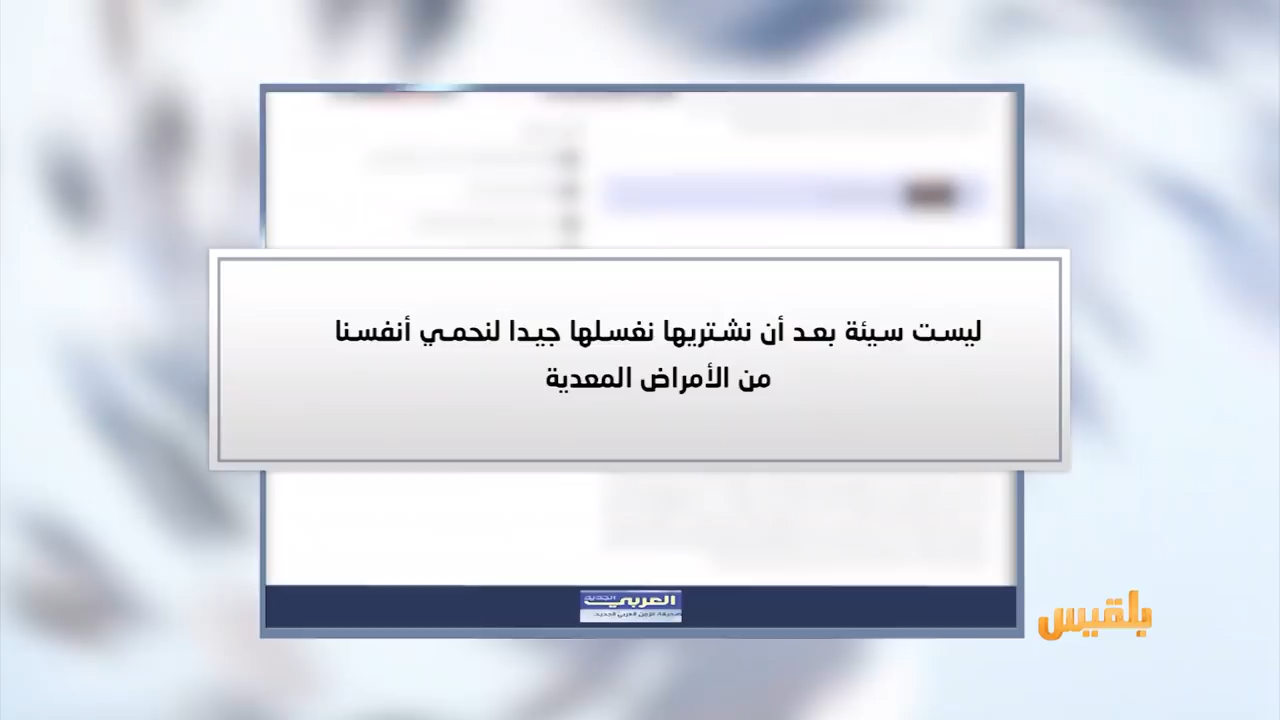 ليست سيئة بعد أن نشتريها نغسلها جيدا لنحمي أنفسنا
من الأمراض المعدية
العربي الجديد
بلقيس